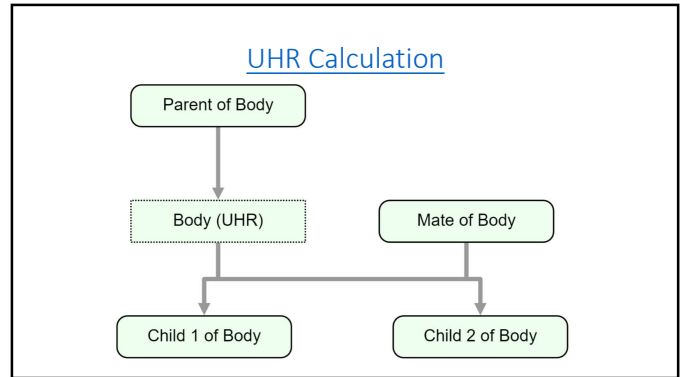 UHR Calculation
Parent of Body
Body (UHR)
Mate of Body
Child 1 of Body
Child 2 of Body